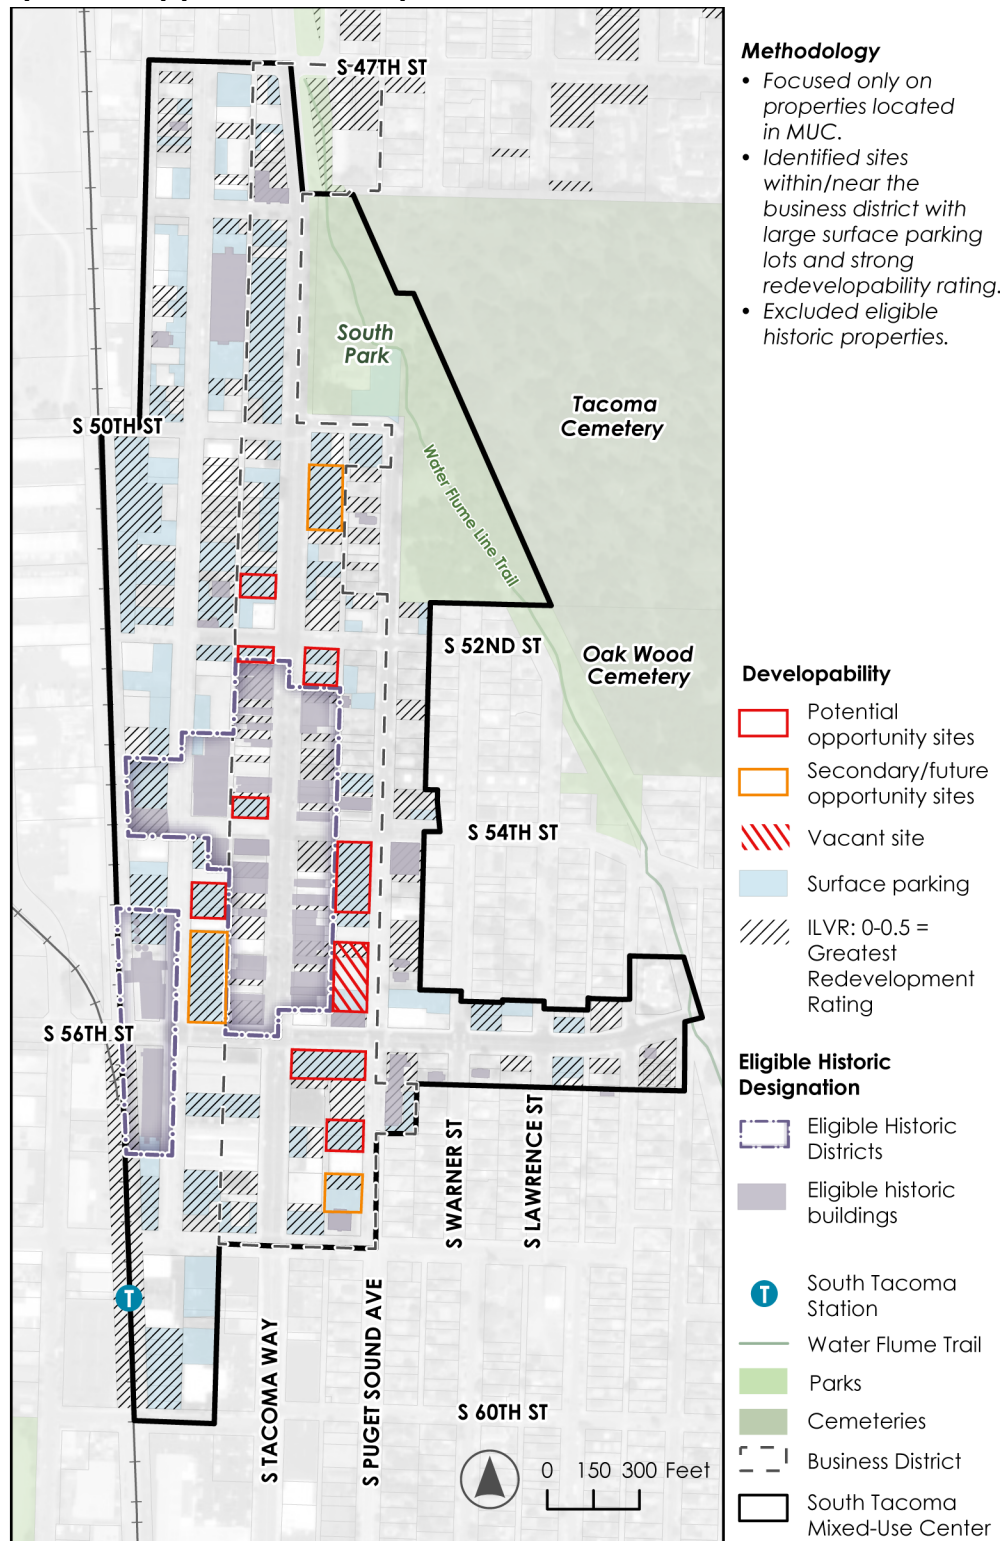 S 47TH ST
South
Park
Tacoma
Cemetery
S 50TH ST
Water Flume Line Trail
S 52ND ST
Oak Wood
Cemetery
S 54TH ST
S 56TH ST
S WARNER ST
S LAWRENCE ST
T
S TACOMA WAY
S PUGET SOUND AVE
S 60TH ST
0 150 300 Feet
Methodology
• Focused only on
properties located
in MUC.
• Identified sites
within/near the
business district with
large surface parking
lots and strong
redevelopability rating.
• Excluded eligible
historic properties.
Developability
Potential
opportunity sites
Secondary/future
opportunity sites
Vacant site
Surface parking
ILVR: 0-0.5 =
Greatest
Redevelopment
Rating
Eligible Historic
Designation
Eligible Historic
Districts
Eligible historic
buildings
T
South Tacoma
Station
Water Flume Trail
Parks
Cemeteries
Business District
South Tacoma
Mixed-Use Center